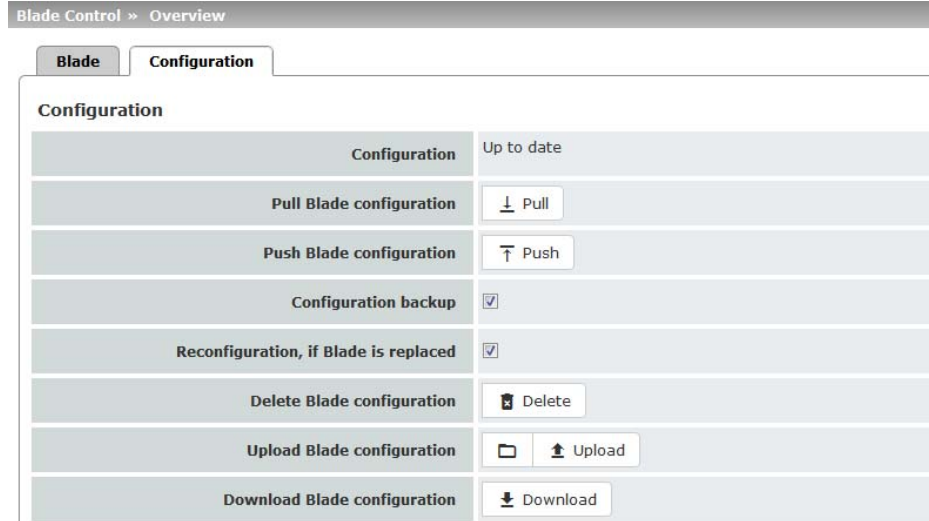 Blade Control » Overview
Blade
Configuration
Configuration
Configuration Up to date
Pull Blade configuration Pull
Push Blade configuration Push
Configuration backup
Reconfiguration, if Blade is replaced
Delete Blade configuration Delete
Upload Blade configuration Upload
Download Blade configuration Download